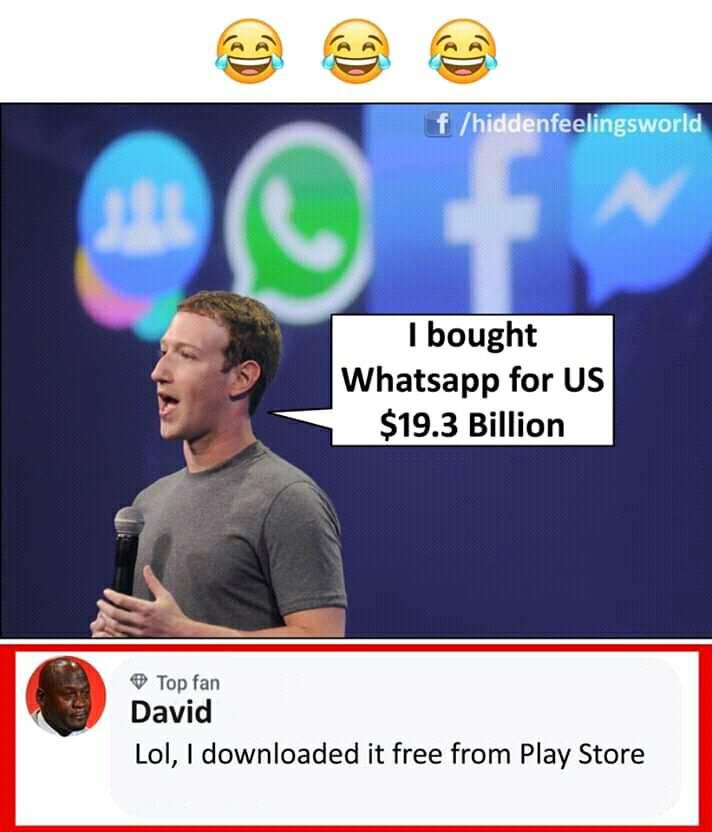 f /hiddenfeelingsworld
I bought
Whatsapp for US
$19.3 Billion
Top fan
David
Lol, I downloaded it free from Play Store